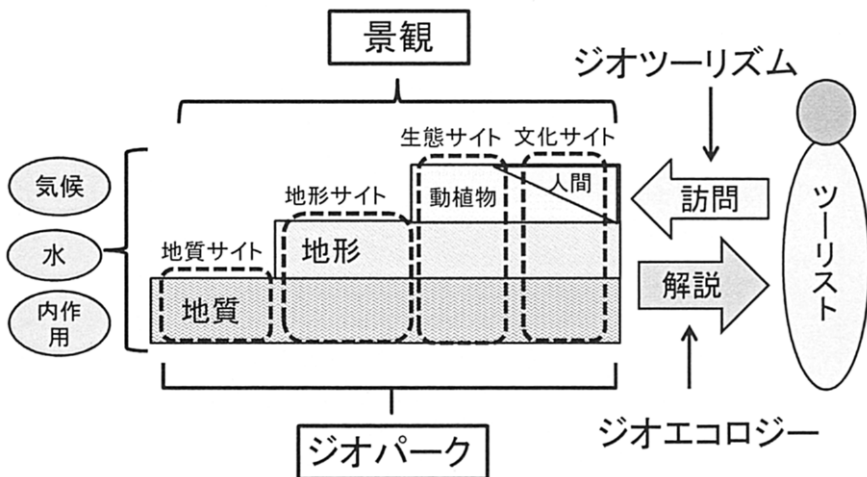 景観
ジオツーリズム
生態サイト
文化サイト
気候
地形サイト
動植物
人間
訪問
ツーリスト
水
地質サイト
地形
解説
内作
用
地質
ジオパーク
ジオエコロジー